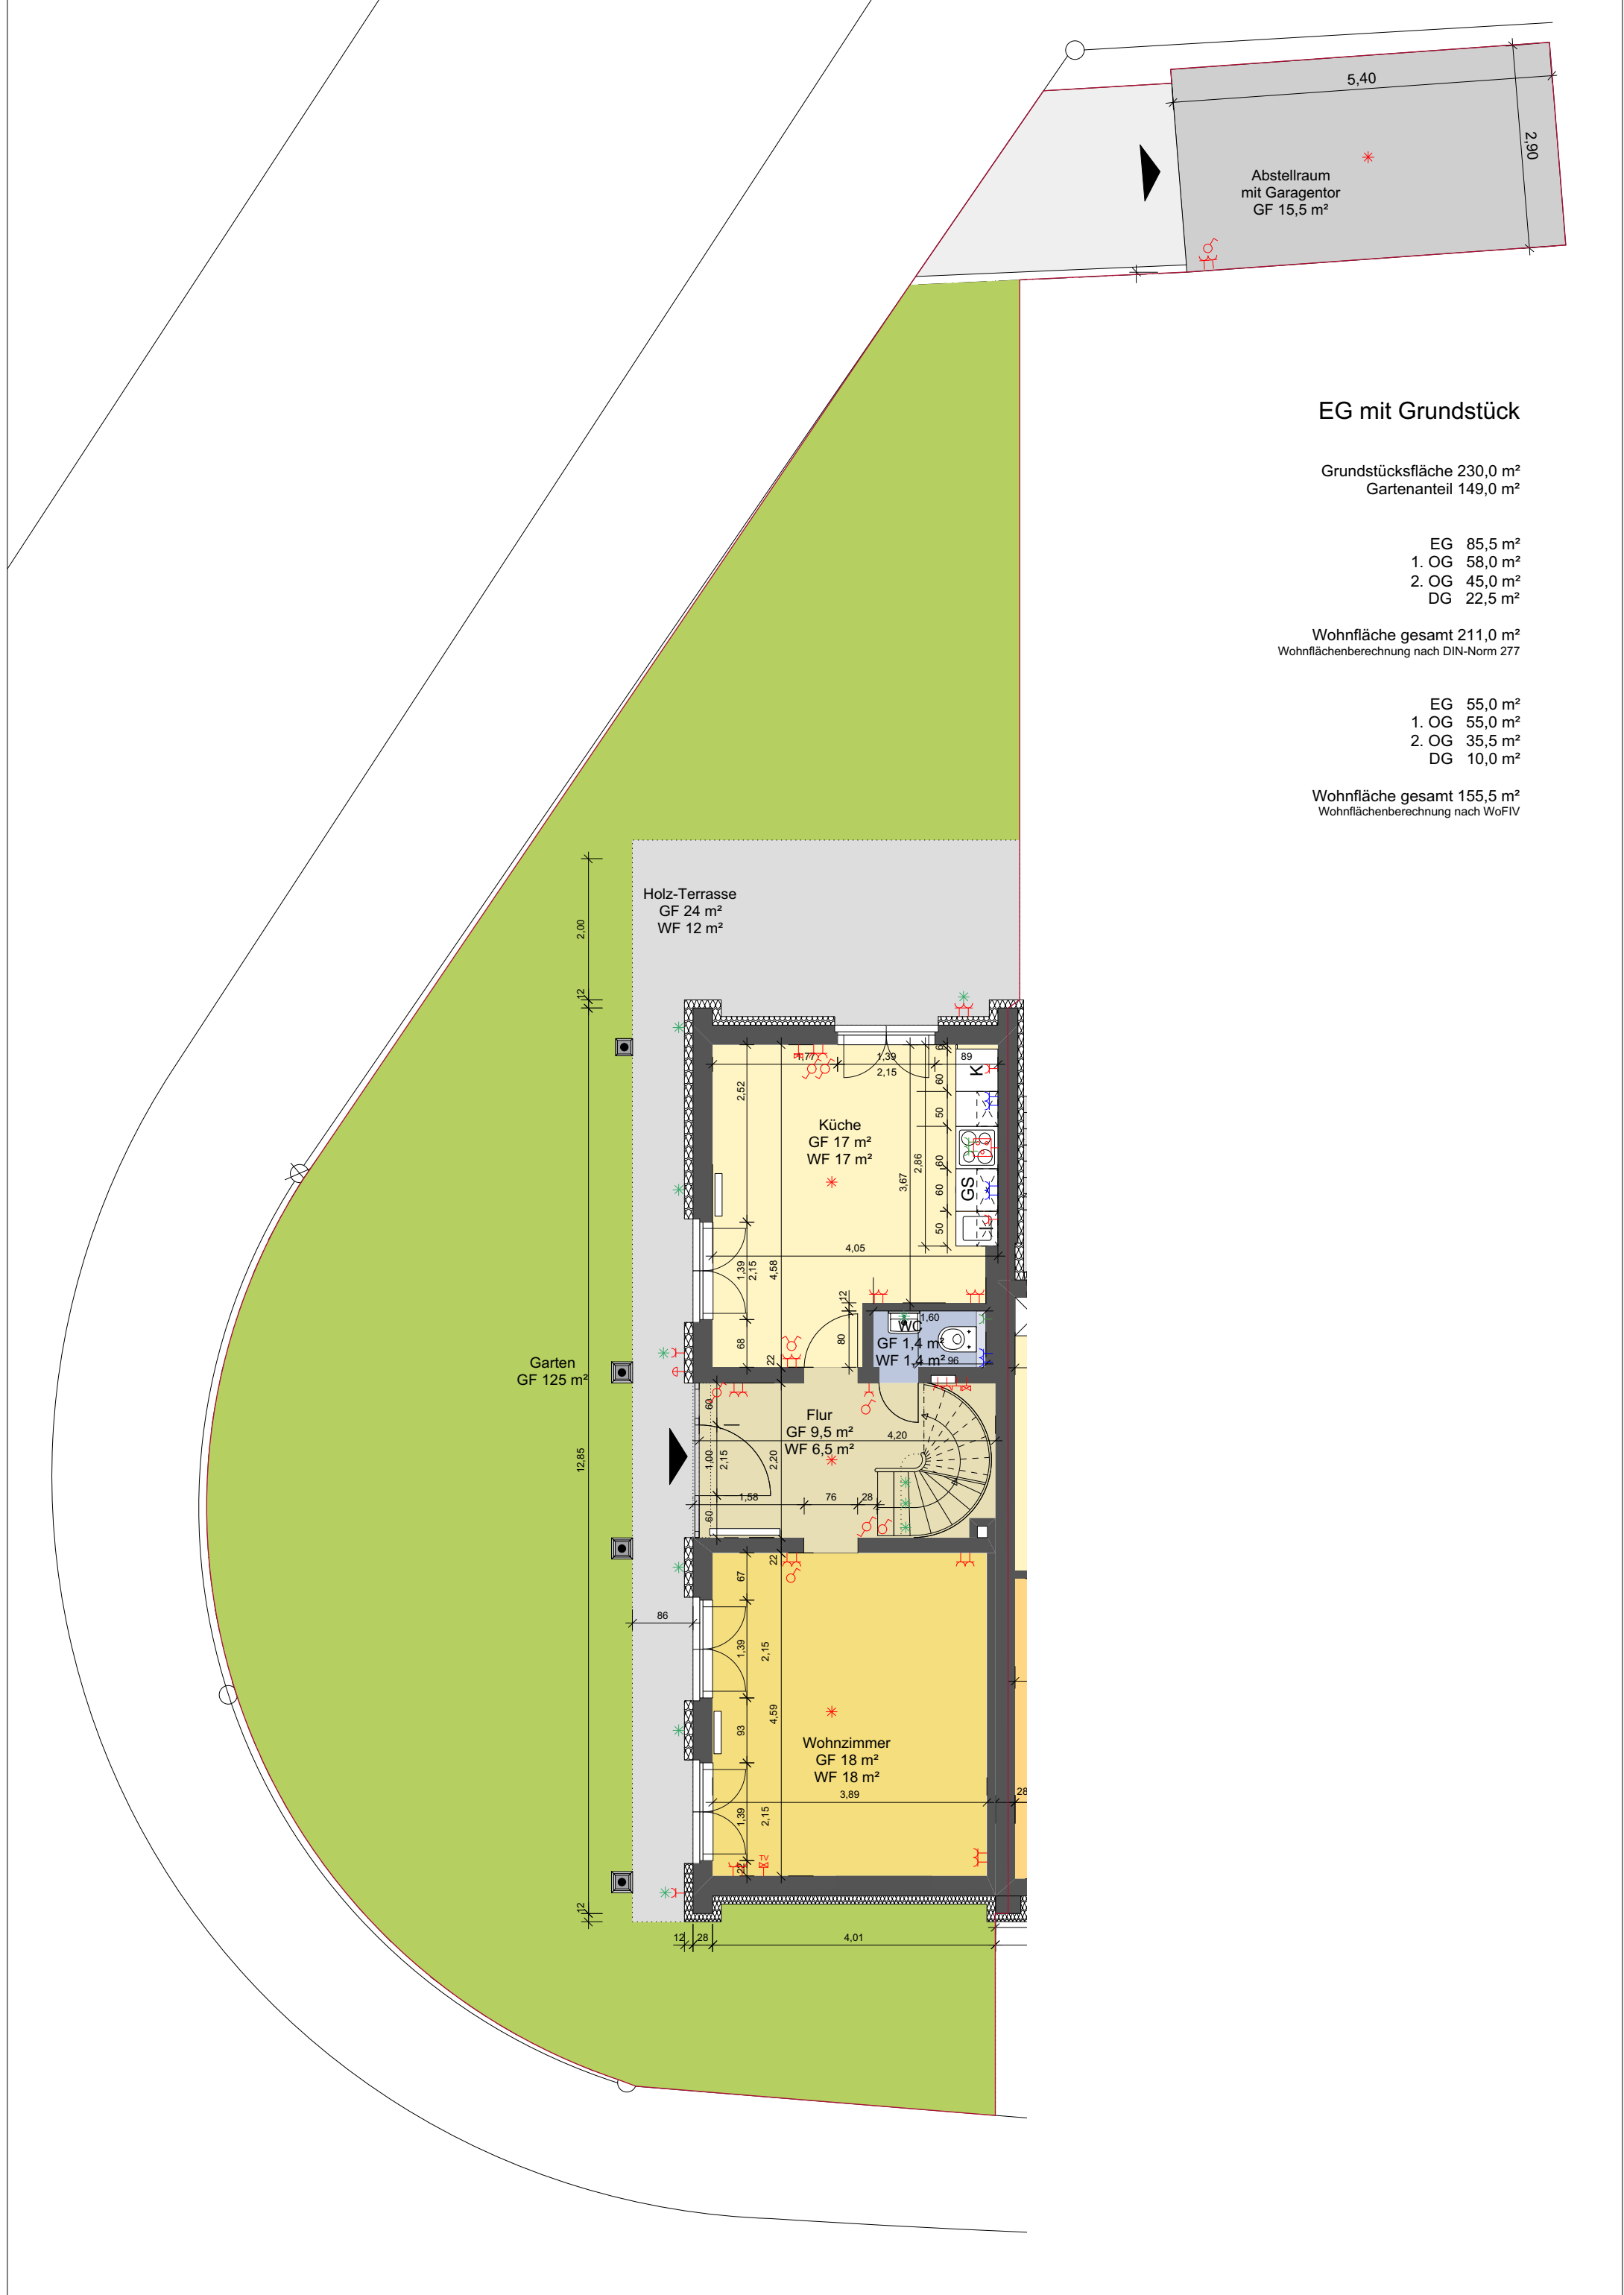 5,40
2,90
Abstellraum
mit Garagentor
GF 15,5 m²
EG mit Grundstück
Grundstücksfläche 230,0 m²
Gartenanteil 149,0 m²
EG 85,5 m²
1. OG 58,0 m²
2. OG 45,0 m²
DG 22,5 m²
Wohnfläche gesamt 211,0 m²
Wohnflächenberechnung nach DIN-Norm 277
EG 55,0 m²
1. OG 55,0 m²
2. OG 35,5 m²
DG 10,0 m²
Wohnfläche gesamt 155,5 m²
Wohnflächenberechnung nach WoFIV
Holz-Terrasse
GF 24 m²
WF 12 m²
2,00
12
1,77
1,39
2,15
89
K
60
50
2,52
Küche
GF 17 m²
WF 17 m²
2,86
3,67
60
60
GS
50
4,05
1,39
2,15
4,58
12
1,60
WC
GF 1,4 m²
WF 1,4 m²
96
80
68
22
Garten
GF 125 m²
60
Flur
GF 9,5 m²
WF 6,5 m²
4,20
1,00
2,15
2,20
12,85
1,58
76
28
60
22
67
86
1,39
2,15
4,59
93
Wohnzimmer
GF 18 m²
WF 18 m²
3,89
28
1,39
2,15
22
12
12
28
4,01